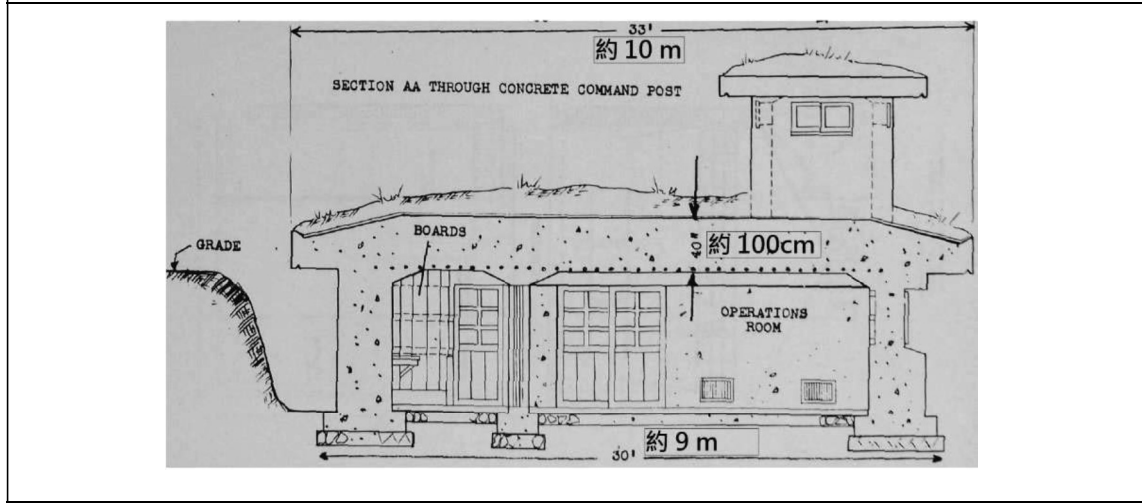 33'
約 10 m
SECTION AA THROUGH CONCRETE COMMAND POST
GRADE
BOARDS
40"
約 100cm
OPERATIONS
ROOM
約 9 m
30'